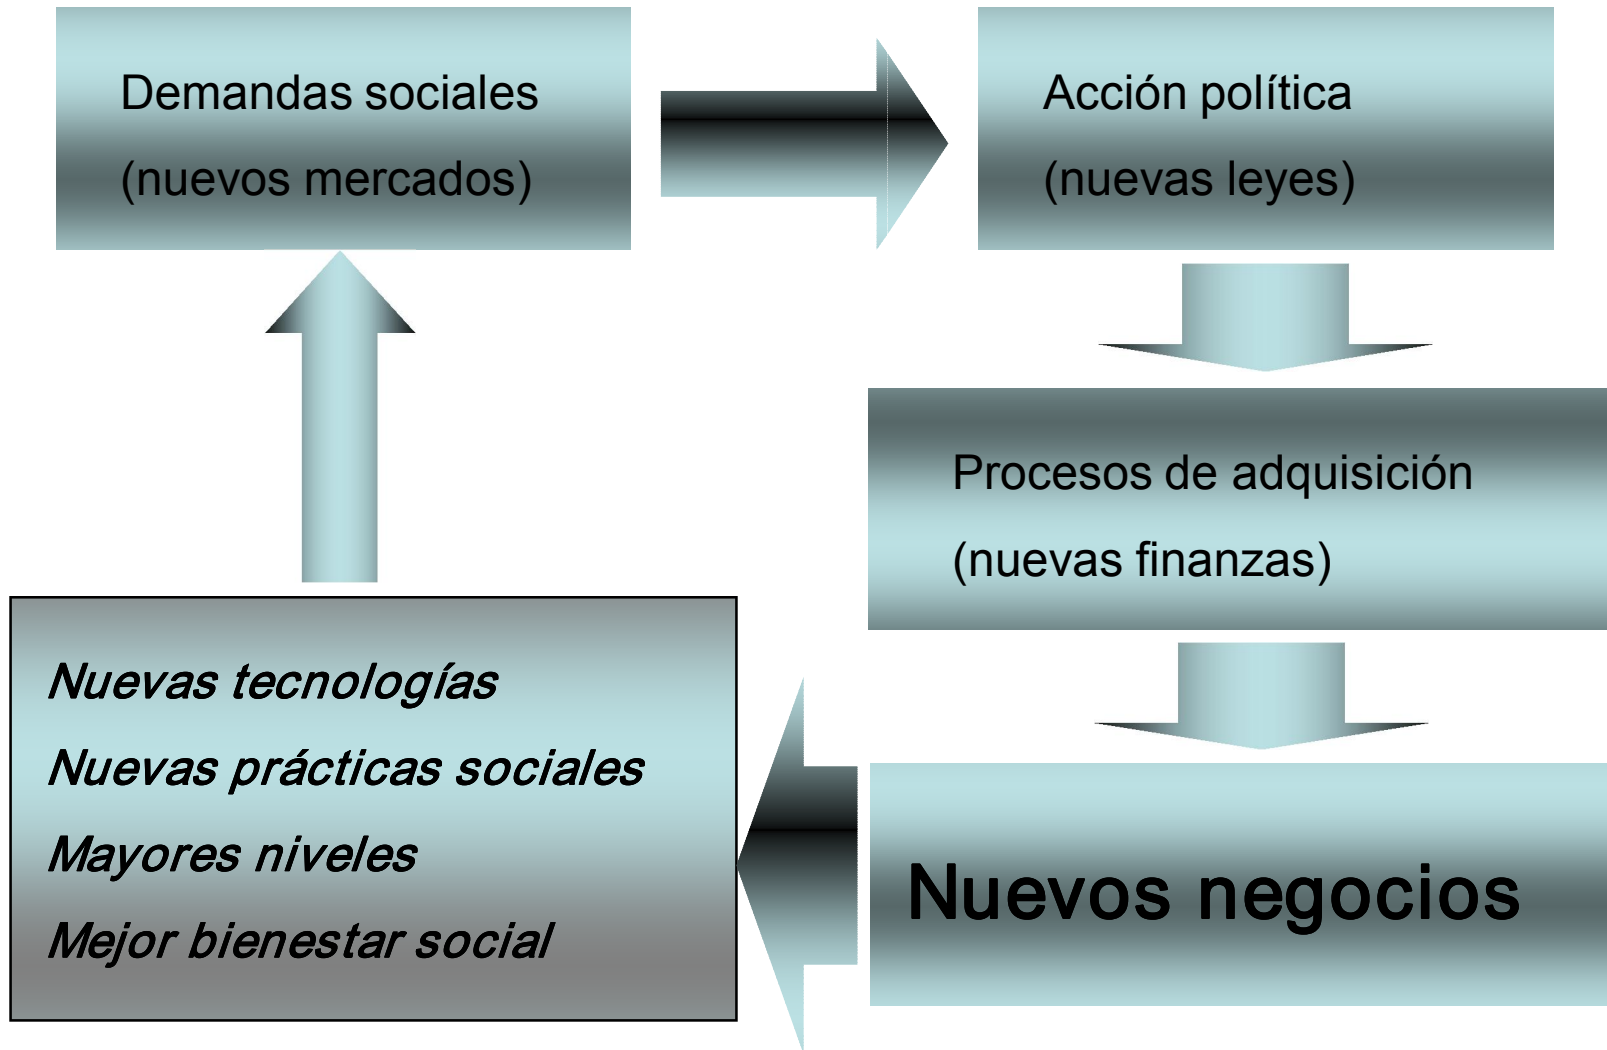 Demandas sociales
(nuevos mercados)
Acción política
(nuevas leyes)
Procesos de adquisición
(nuevas finanzas)
Nuevos negocios
Nuevas tecnologías
Nuevas prácticas sociales
Mayores niveles
Mejor bienestar social